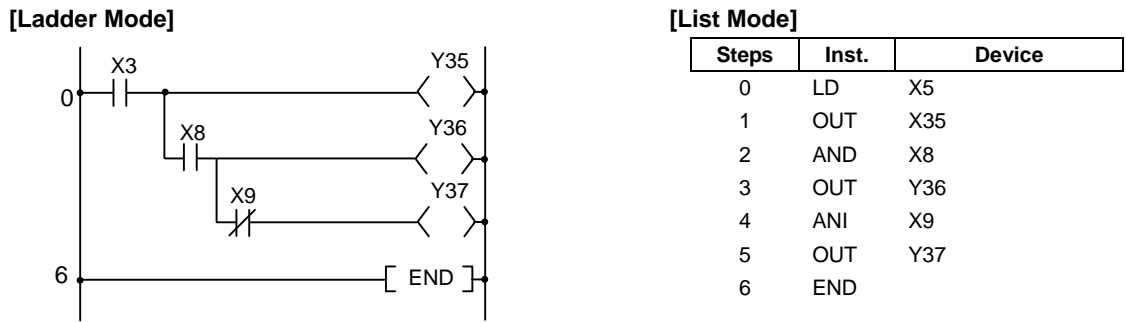 [Ladder Mode]
X3
Y35
0
X8
Y36
X9
Y37
6
END
[List Mode]
Steps Inst. Device
0 LD X5
1 OUT X35
2 AND X8
3 OUT Y36
4 ANI X9
5 OUT Y37
6 END